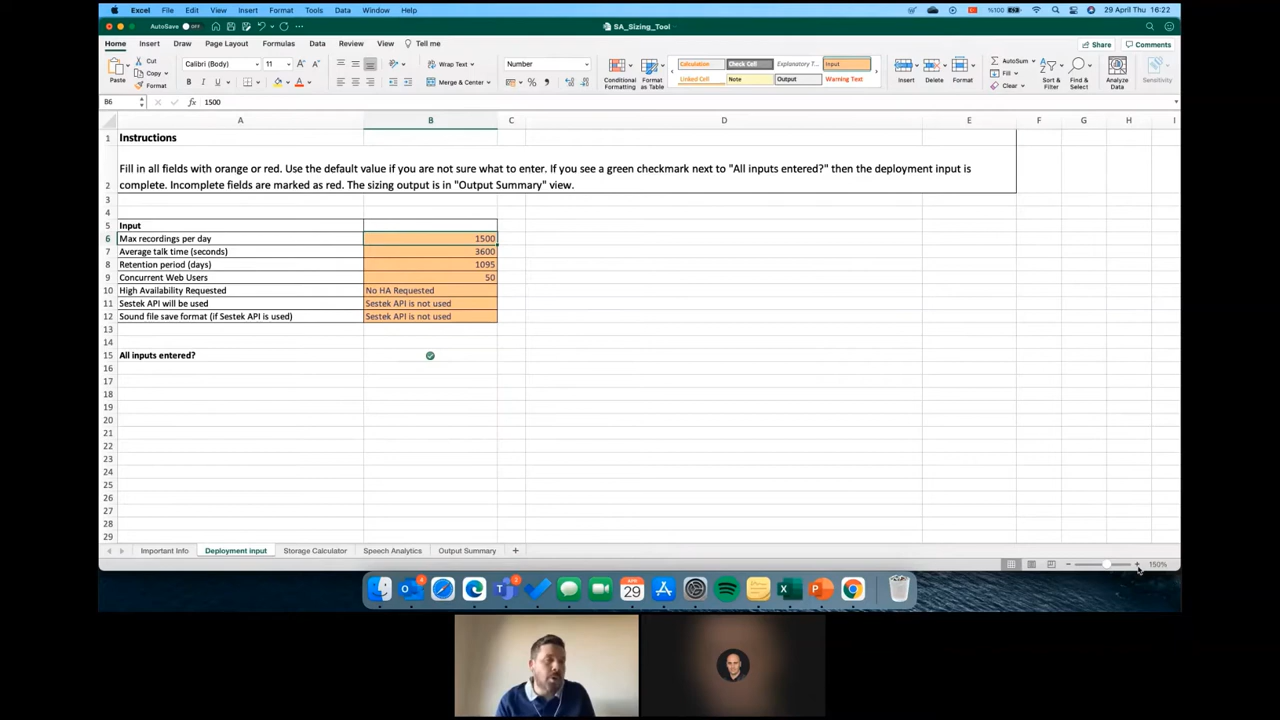 Excel File Edit View Insert Format Tools Data Window Help %100 29 April Thu 16:22
AutoSave OFF SA_Sizing_Tool
Home Insert Draw Page Layout Formulas Data Review View Tell me Share Comments
Paste Cut Copy Format Calibri (Body) 11 Wrap Text Merge & Center Number Conditional Formatting Format as Table Calculation Check Cell Explanatory T... Input Linked Cell Note Output Warning Text Insert Delete Format AutoSum Fill Clear Sort & Filter Find & Select Analyze Data Sensitivity
B6 fx 1500
A B C D E F G H I
1 Instructions
Fill in all fields with orange or red. Use the default value if you are not sure what to enter. If you see a green checkmark next to "All inputs entered?" then the deployment input is
2 complete. Incomplete fields are marked as red. The sizing output is in "Output Summary" view.
3
4
5 Input
6 Max recordings per day 1500
7 Average talk time (seconds) 3600
8 Retention period (days) 1095
9 Concurrent Web Users 50
10 High Availability Requested No HA Requested
11 Sestek API will be used Sestek API is not used
12 Sound file save format (if Sestek API is used) Sestek API is not used
13
14
15 All inputs entered?
16
17
18
19
20
21
22
23
24
25
26
27
28
29
Important Info Deployment input Storage Calculator Speech Analytics Output Summary +
150%
APR 29